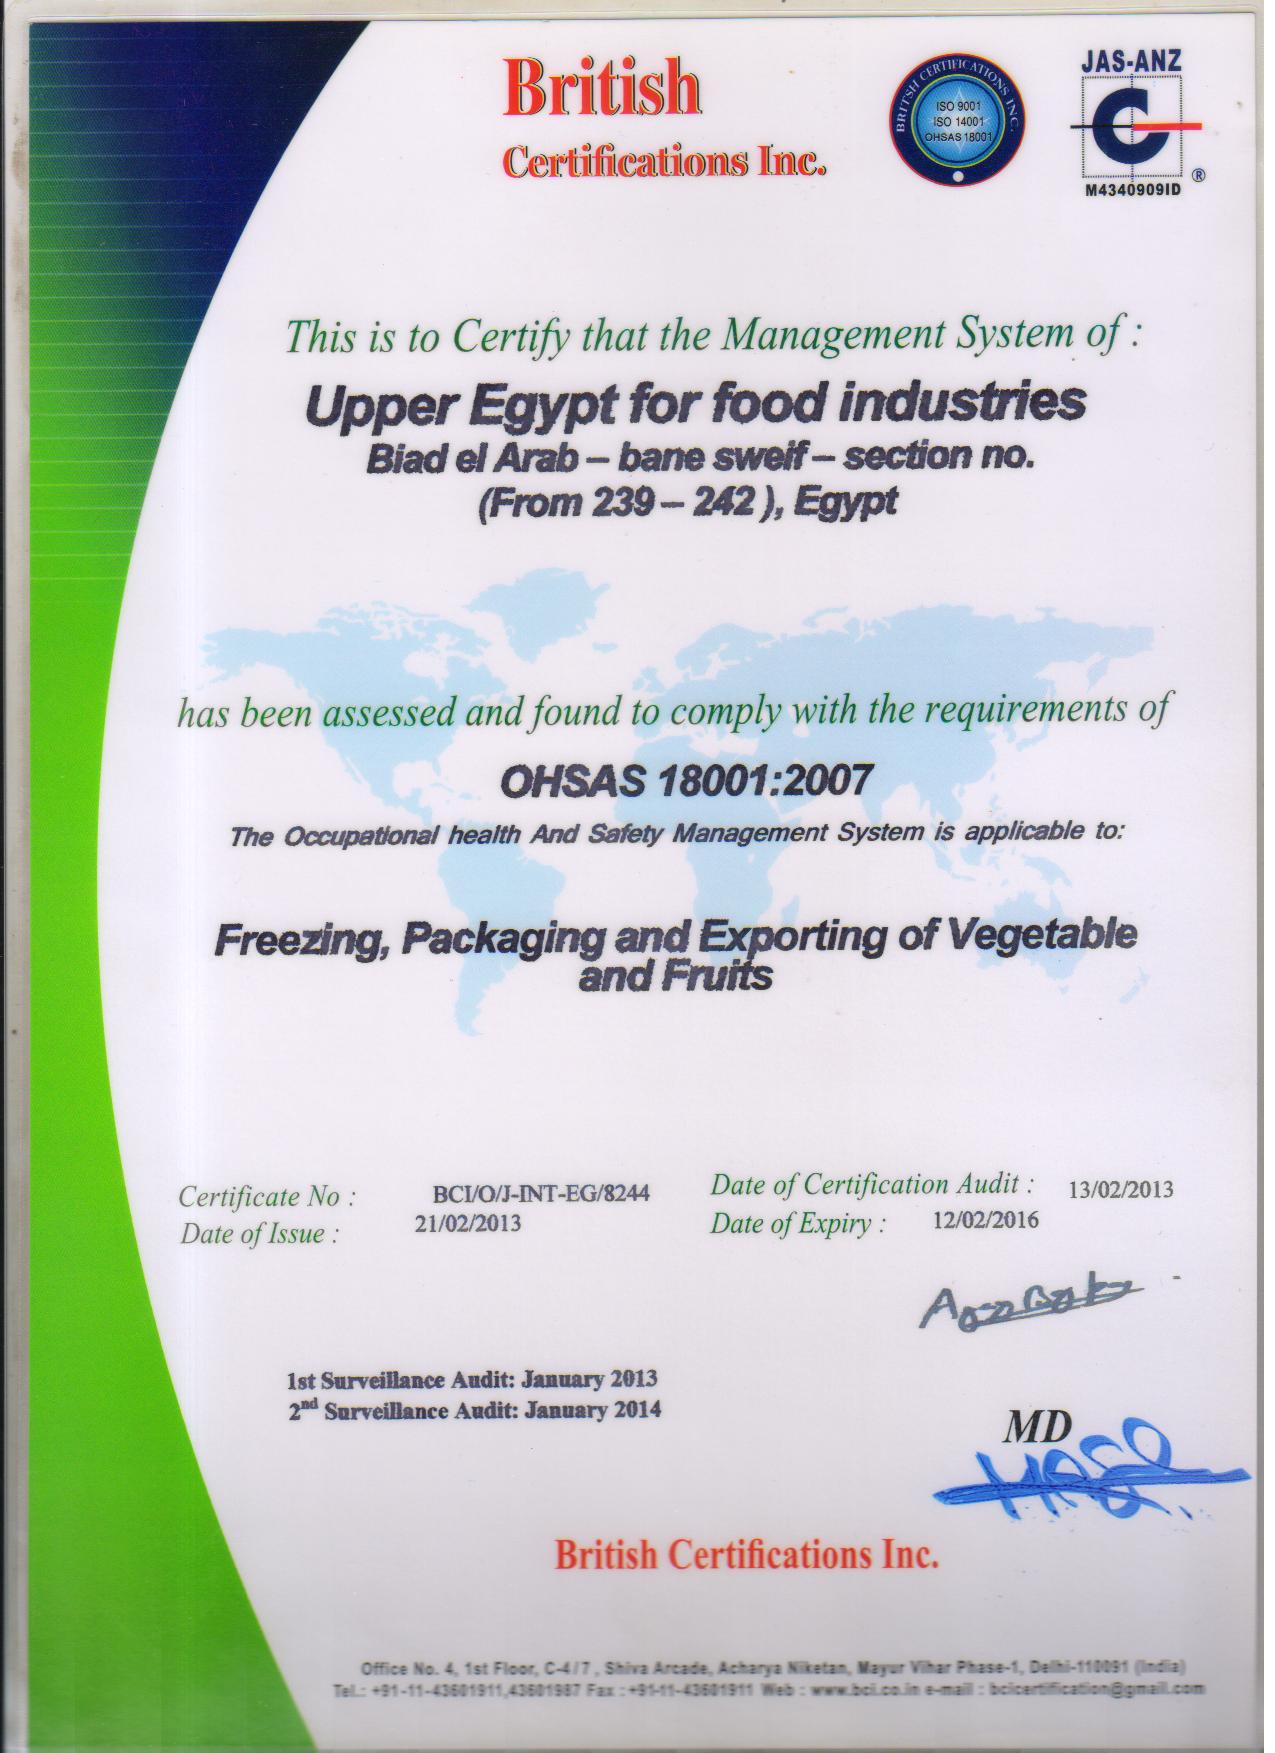 British
Certifications Inc.
BRITSH CERTIFICATIONS INC.
ISO 9001
ISO 14001
OHSAS 18001
JAS-ANZ
®
M4340909ID
This is to Certify that the Management System of :
Upper Egypt for food industries
Biad el Arab – bane sweif – section no.
(From 239 – 242 ), Egypt
has been assessed and found to comply with the requirements of
OHSAS 18001:2007
The Occupational health And Safety Management System is applicable to:
Freezing, Packaging and Exporting of Vegetable
and Fruits
Certificate No : BCI/O/J-INT-EG/8244
Date of Issue : 21/02/2013
Date of Certification Audit : 13/02/2013
Date of Expiry : 12/02/2016
1st Surveillance Audit: January 2013
2nd Surveillance Audit: January 2014
MD
British Certifications Inc.
Office No. 4, 1st Floor, C-4/7 , Shiva Arcade, Acharya Niketan, Mayur Vihar Phase-1, Delhi-110091 (India)
Tel.: +91-11-43601911,43601987 Fax : +91-11-43601911 Web : www.bci.co.in e-mail : bcicertification@gmail.com